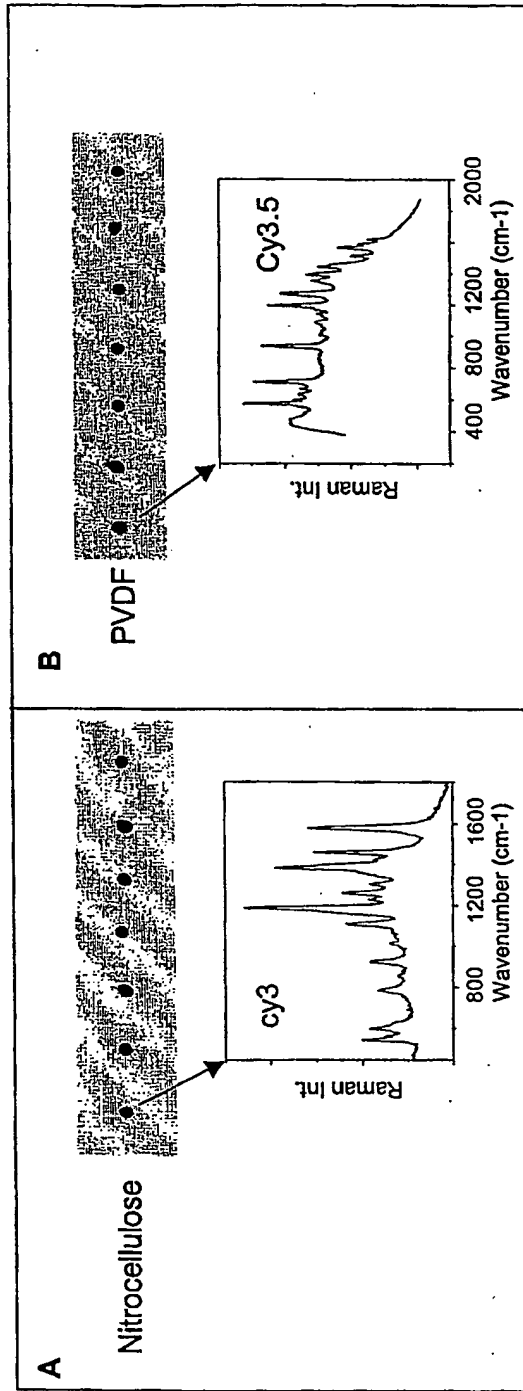 A
Nitrocellulose
cy3
Raman Int.
800 1200 1600
Wavenumber (cm-1)
B
PVDF
Cy3.5
Raman Int.
400 800 1200 2000
Wavenumber (cm-1)